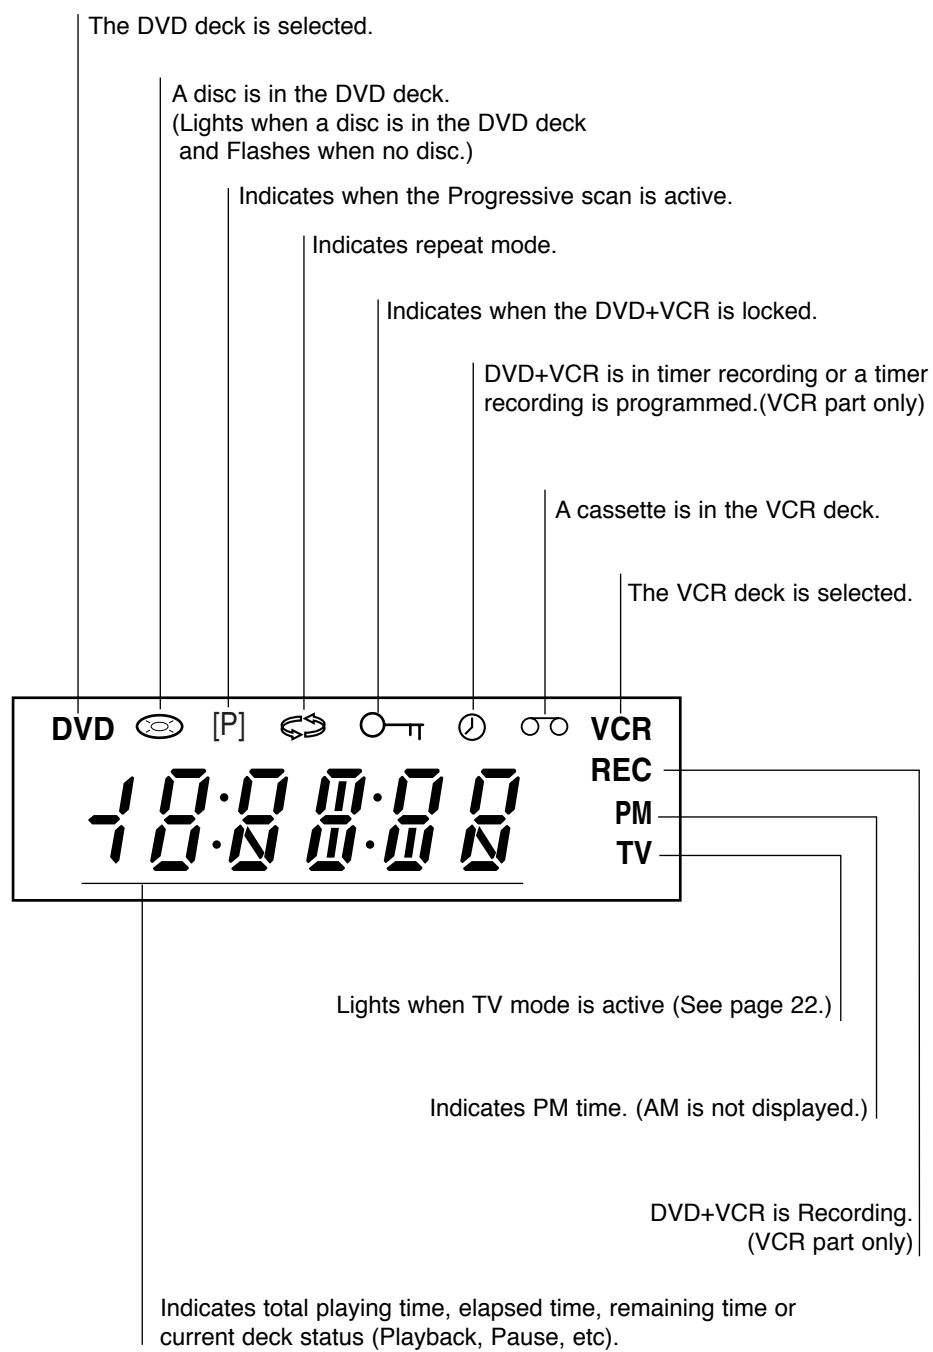 The DVD deck is selected.
A disc is in the DVD deck.
(Lights when a disc is in the DVD deck
and Flashes when no disc.)
Indicates when the Progressive scan is active.
Indicates repeat mode.
Indicates when the DVD+VCR is locked.
DVD+VCR is in timer recording or a timer
recording is programmed.(VCR part only)
A cassette is in the VCR deck.
The VCR deck is selected.
DVD [P] VCR
REC
PM
TV
Lights when TV mode is active (See page 22.)
Indicates PM time. (AM is not displayed.)
DVD+VCR is Recording.
(VCR part only)
Indicates total playing time, elapsed time, remaining time or
current deck status (Playback, Pause, etc).